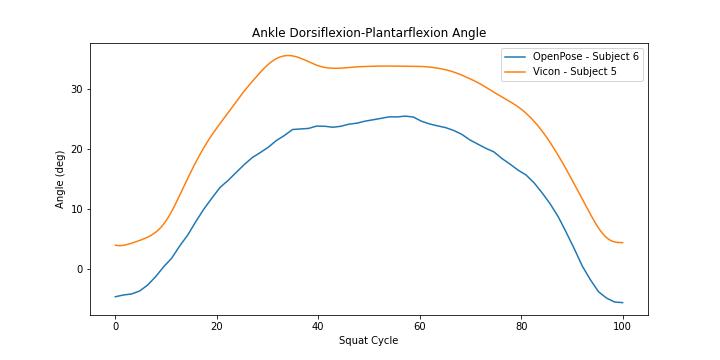 Ankle Dorsiflexion-Plantarflexion Angle
OpenPose - Subject 6
Vicon - Subject 5
Angle (deg)
30
20
10
0
0 20 40 60 80 100
Squat Cycle